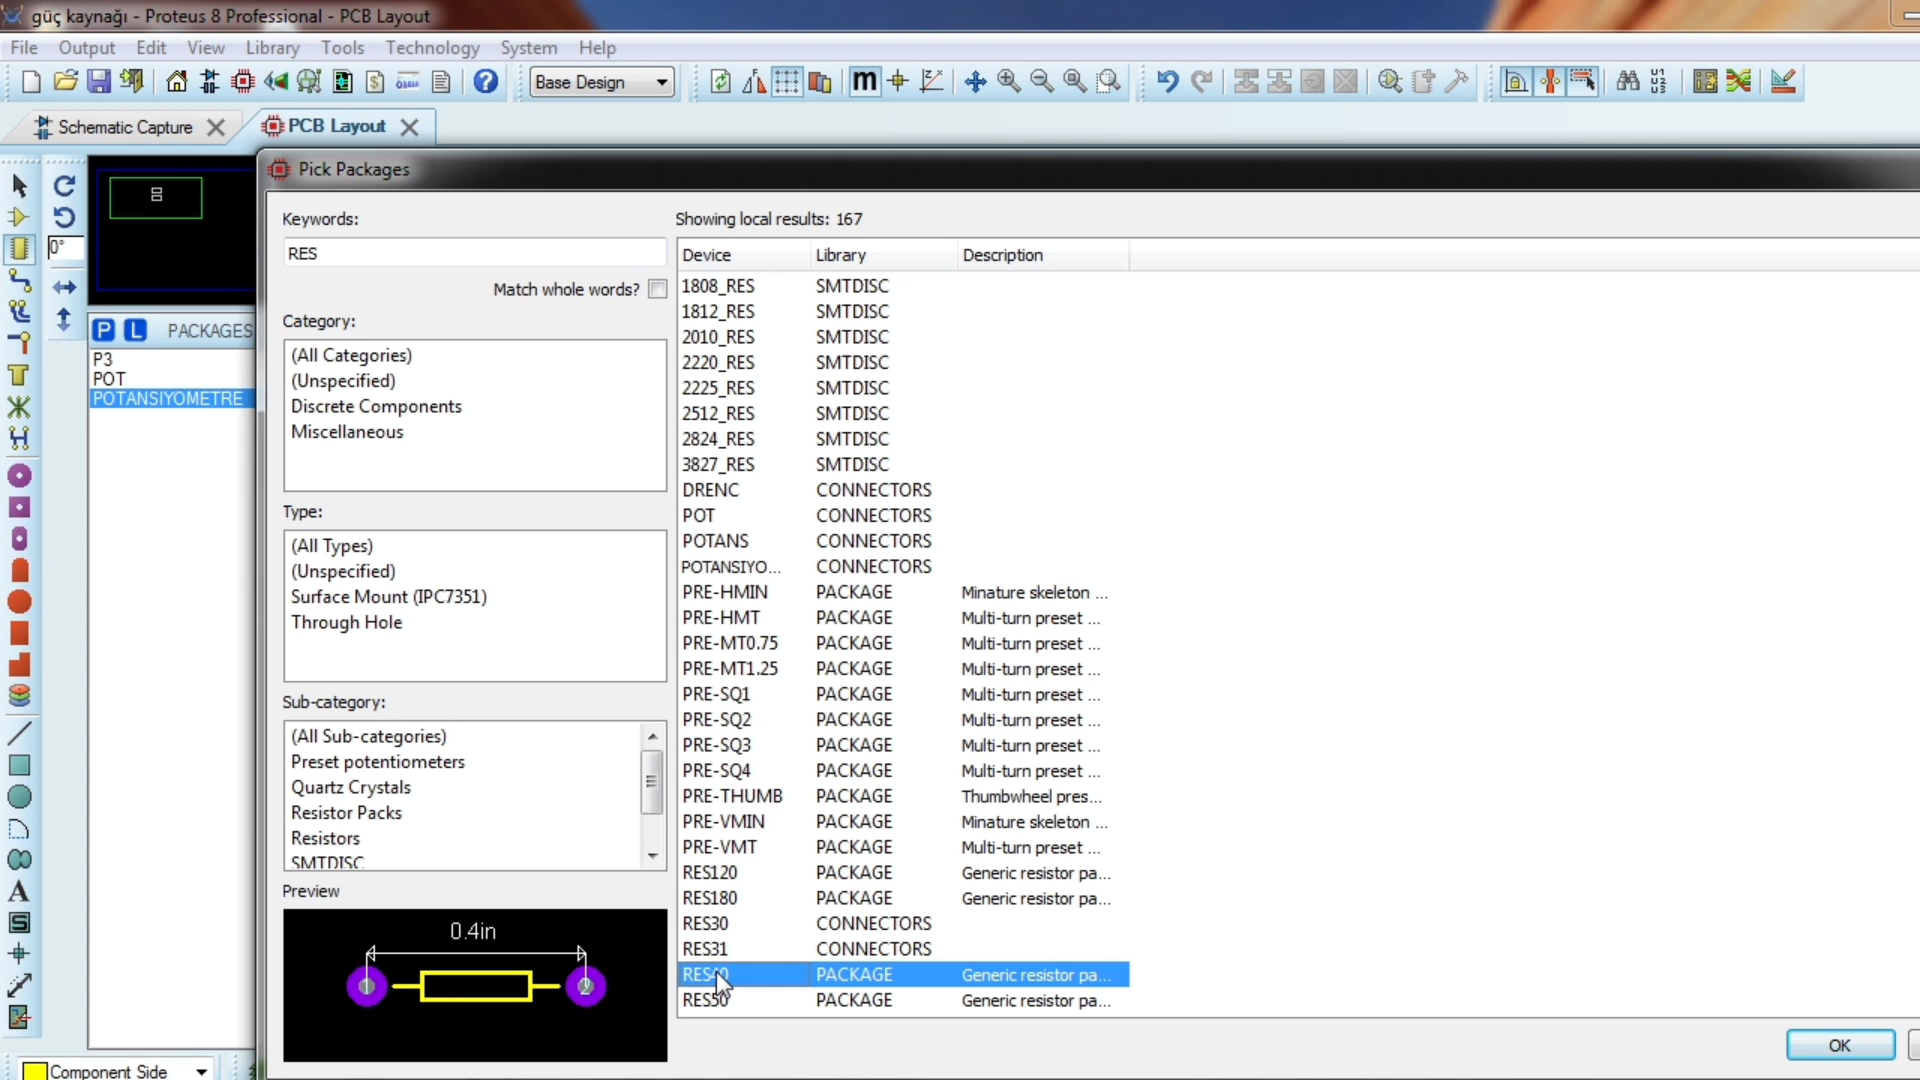 güç kaynağı - Proteus 8 Professional - PCB Layout
File Output Edit View Library Tools Technology System Help
Base Design
m
Schematic Capture
PCB Layout
Pick Packages
Keywords:
RES
Match whole words?
Category:
(All Categories)
(Unspecified)
Discrete Components
Miscellaneous
Type:
(All Types)
(Unspecified)
Surface Mount (IPC7351)
Through Hole
Sub-category:
(All Sub-categories)
Preset potentiometers
Quartz Crystals
Resistor Packs
Resistors
SMTDISC
Preview
0.4in
1 2
0°
P L PACKAGES
P3
POT
POTANSIYOMETRE
Component Side
Showing local results: 167
Device Library Description
1808_RES SMTDISC
1812_RES SMTDISC
2010_RES SMTDISC
2220_RES SMTDISC
2225_RES SMTDISC
2512_RES SMTDISC
2824_RES SMTDISC
3827_RES SMTDISC
DRENC CONNECTORS
POT CONNECTORS
POTANS CONNECTORS
POTANSIYO... CONNECTORS
PRE-HMIN PACKAGE Minature skeleton ...
PRE-HMT PACKAGE Multi-turn preset ...
PRE-MT0.75 PACKAGE Multi-turn preset ...
PRE-MT1.25 PACKAGE Multi-turn preset ...
PRE-SQ1 PACKAGE Multi-turn preset ...
PRE-SQ2 PACKAGE Multi-turn preset ...
PRE-SQ3 PACKAGE Multi-turn preset ...
PRE-SQ4 PACKAGE Multi-turn preset ...
PRE-THUMB PACKAGE Thumbwheel pres...
PRE-VMIN PACKAGE Minature skeleton ...
PRE-VMT PACKAGE Multi-turn preset ...
RES120 PACKAGE Generic resistor pa...
RES180 PACKAGE Generic resistor pa...
RES30 CONNECTORS
RES31 CONNECTORS
RES40 PACKAGE Generic resistor pa...
RES50 PACKAGE Generic resistor pa...
OK